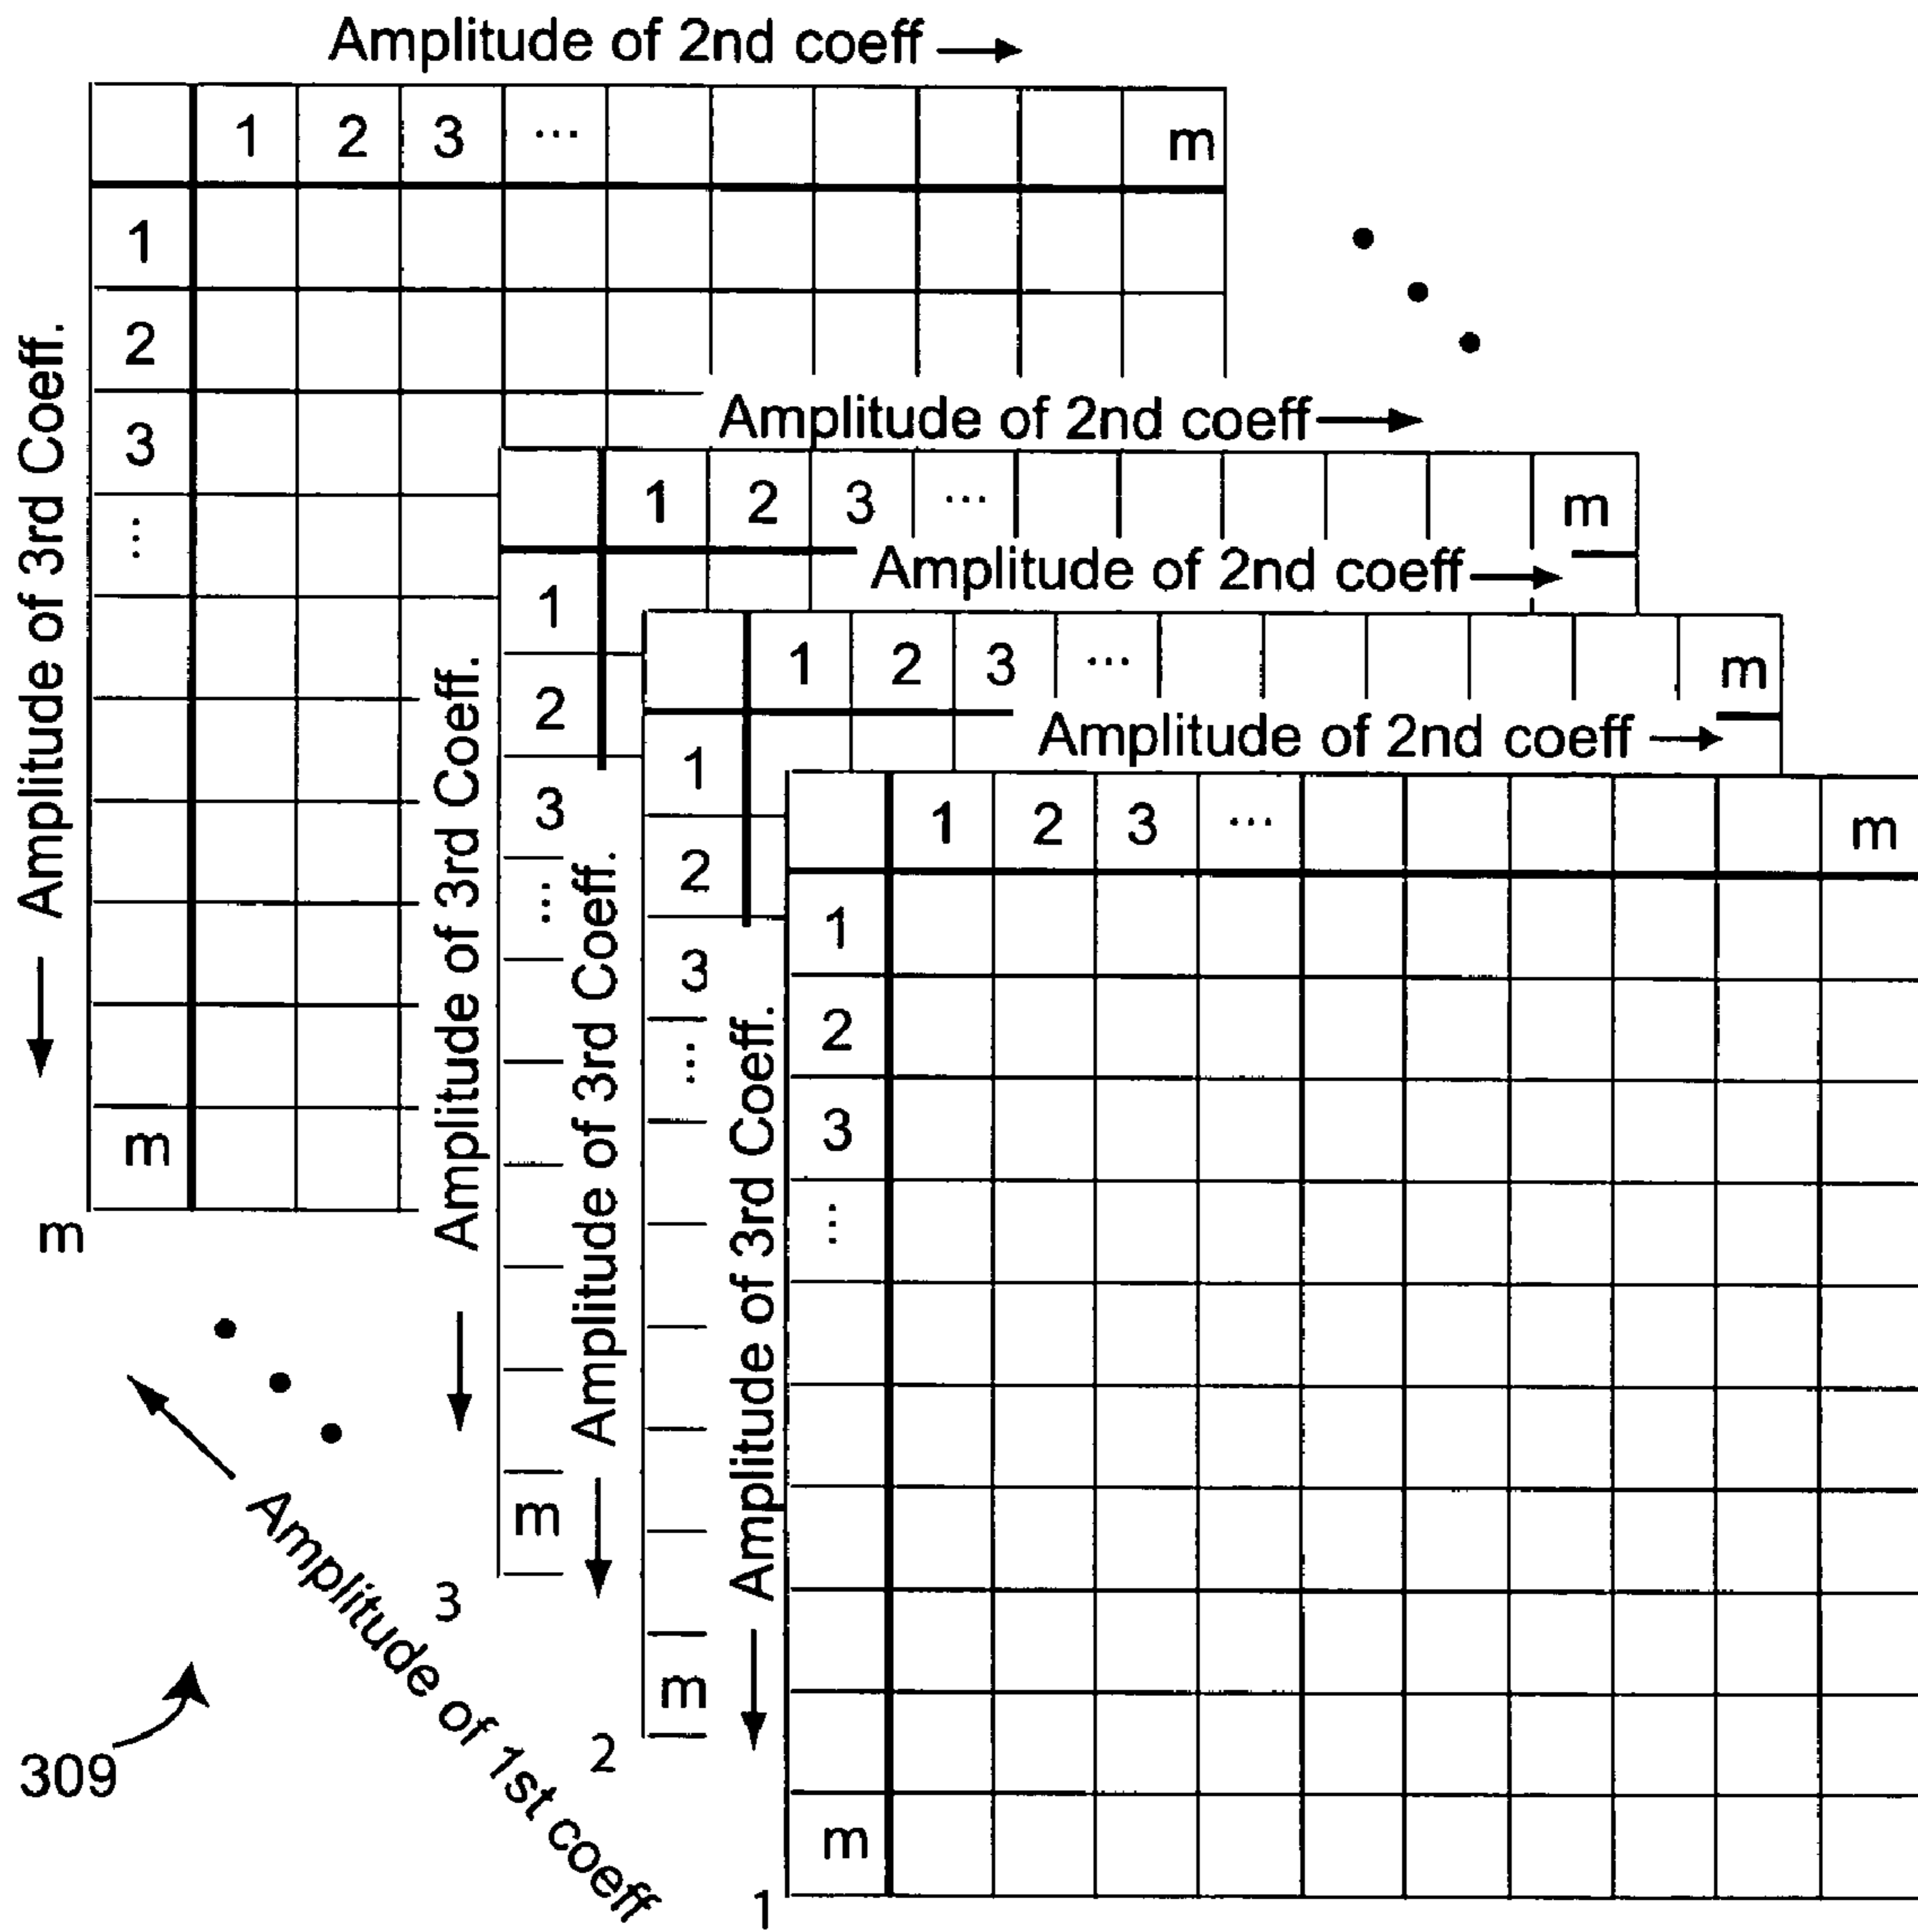 Amplitude of 2nd coeff
1 2 3 ... m
Amplitude of 3rd Coeff.
1
2
3
...
m
m
Amplitude of 2nd coeff
1 2 3 ... m
Amplitude of 3rd Coeff.
1
2
3
...
m
3
Amplitude of 2nd coeff
1 2 3 ... m
Amplitude of 3rd Coeff.
1
2
3
...
m
2
Amplitude of 2nd coeff
1 2 3 ... m
Amplitude of 3rd Coeff.
1
2
3
...
m
1
Amplitude of 1st coeff
309